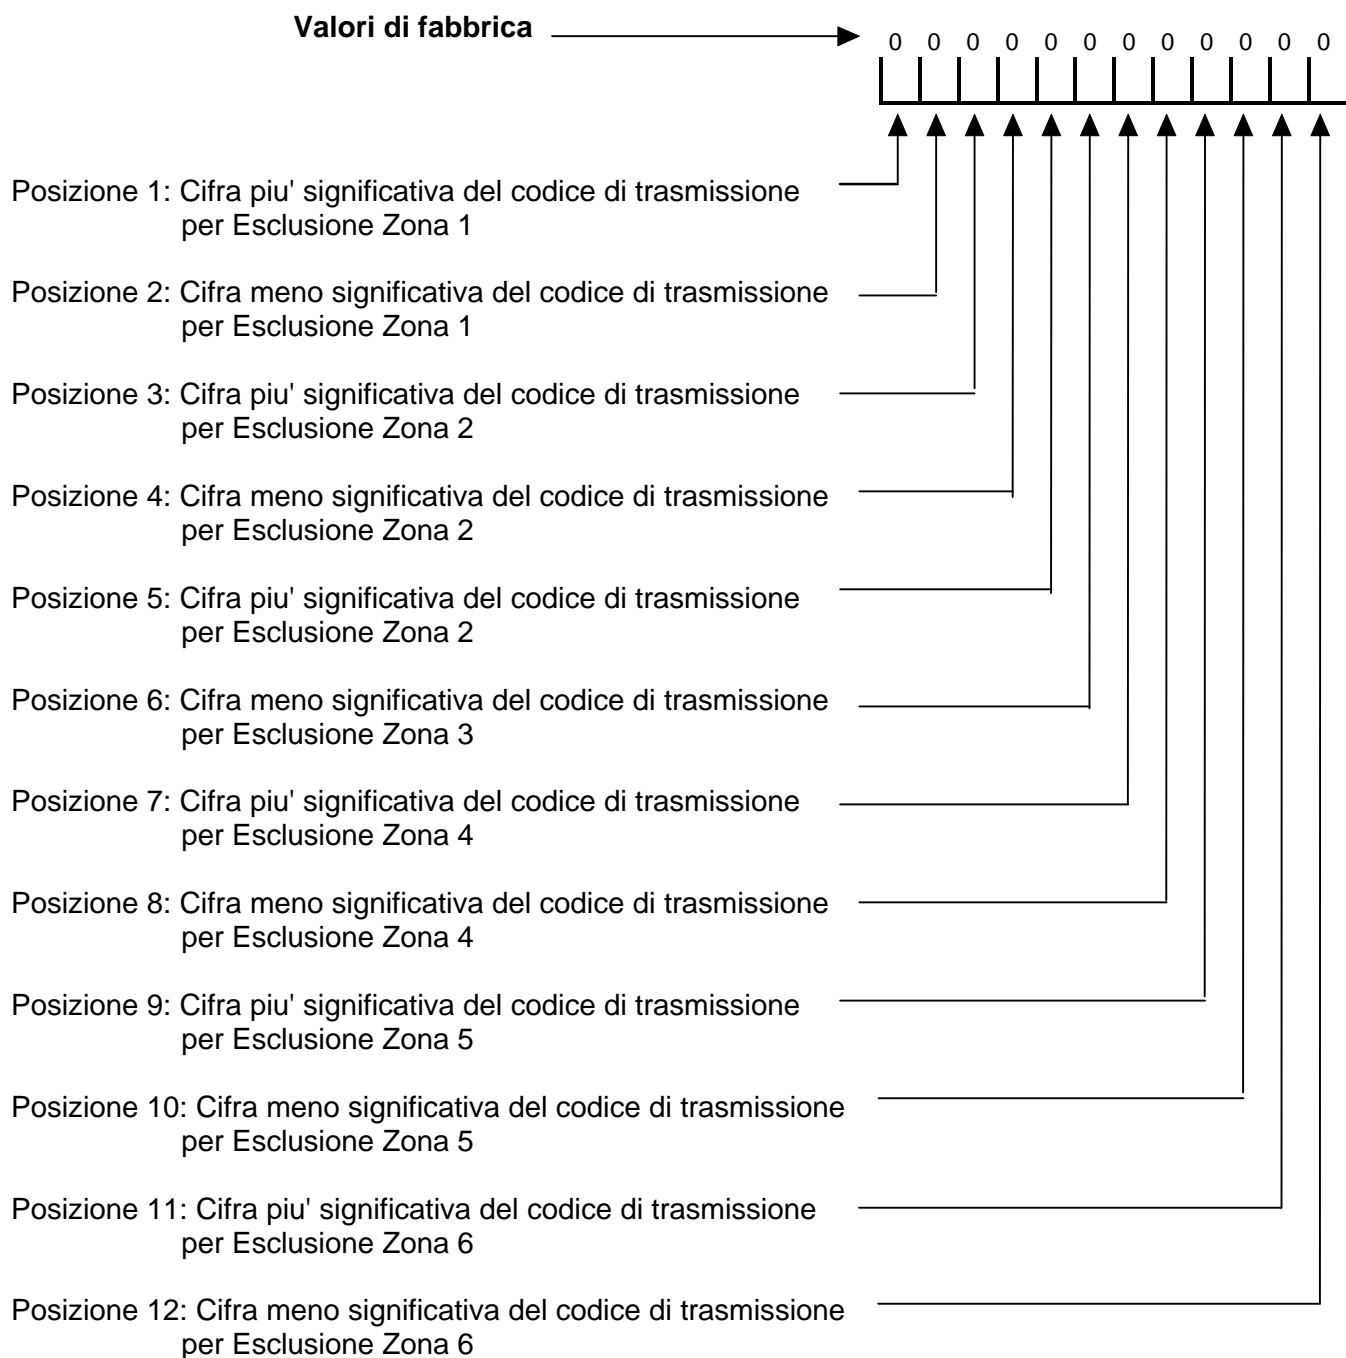 Valori di fabbrica
0 0 0 0 0 0 0 0 0 0 0 0
Posizione 1: Cifra piu' significativa del codice di trasmissione
per Esclusione Zona 1
Posizione 2: Cifra meno significativa del codice di trasmissione
per Esclusione Zona 1
Posizione 3: Cifra piu' significativa del codice di trasmissione
per Esclusione Zona 2
Posizione 4: Cifra meno significativa del codice di trasmissione
per Esclusione Zona 2
Posizione 5: Cifra piu' significativa del codice di trasmissione
per Esclusione Zona 2
Posizione 6: Cifra meno significativa del codice di trasmissione
per Esclusione Zona 3
Posizione 7: Cifra piu' significativa del codice di trasmissione
per Esclusione Zona 4
Posizione 8: Cifra meno significativa del codice di trasmissione
per Esclusione Zona 4
Posizione 9: Cifra piu' significativa del codice di trasmissione
per Esclusione Zona 5
Posizione 10: Cifra meno significativa del codice di trasmissione
per Esclusione Zona 5
Posizione 11: Cifra piu' significativa del codice di trasmissione
per Esclusione Zona 6
Posizione 12: Cifra meno significativa del codice di trasmissione
per Esclusione Zona 6